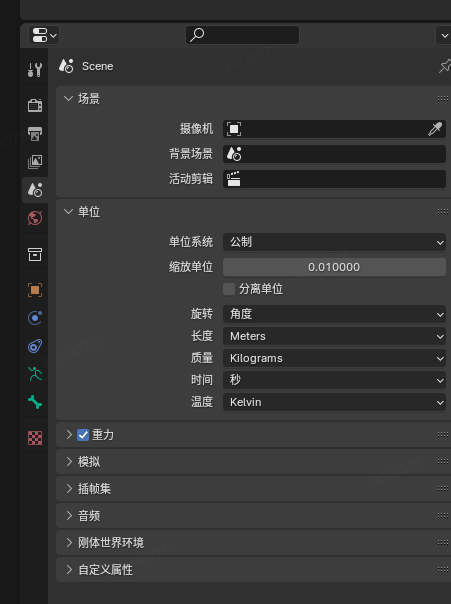 Scene
场景
摄像机
背景场景
活动剪辑
单位
单位系统 公制
缩放单位 0.010000
分离单位
旋转 角度
长度 Meters
质量 Kilograms
时间 秒
温度 Kelvin
重力
模拟
插帧集
音频
刚体世界环境
自定义属性